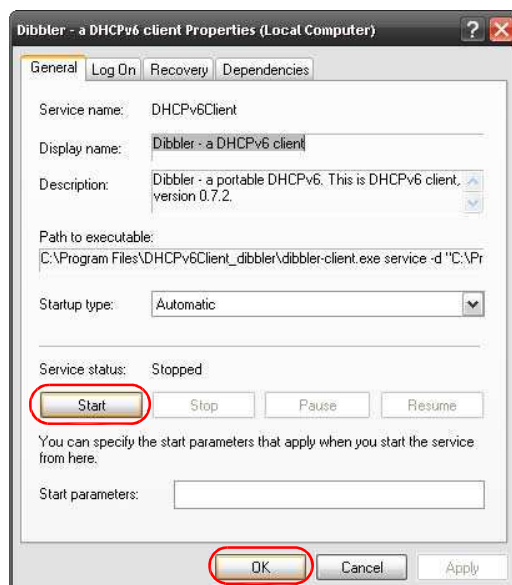 Dibbler - a DHCPv6 client Properties (Local Computer)
General Log On Recovery Dependencies
Service name: DHCPv6Client
Display name: Dibbler - a DHCPv6 client
Description: Dibbler - a portable DHCPv6. This is DHCPv6 client,
version 0.7.2.
Path to executable:
C:\Program Files\DHCPv6Client_dibbler\dibbler-client.exe service -d "C:\Pr
Startup type: Automatic
Service status: Stopped
Start Stop Pause Resume
You can specify the start parameters that apply when you start the service
from here.
Start parameters:
OK Cancel Apply